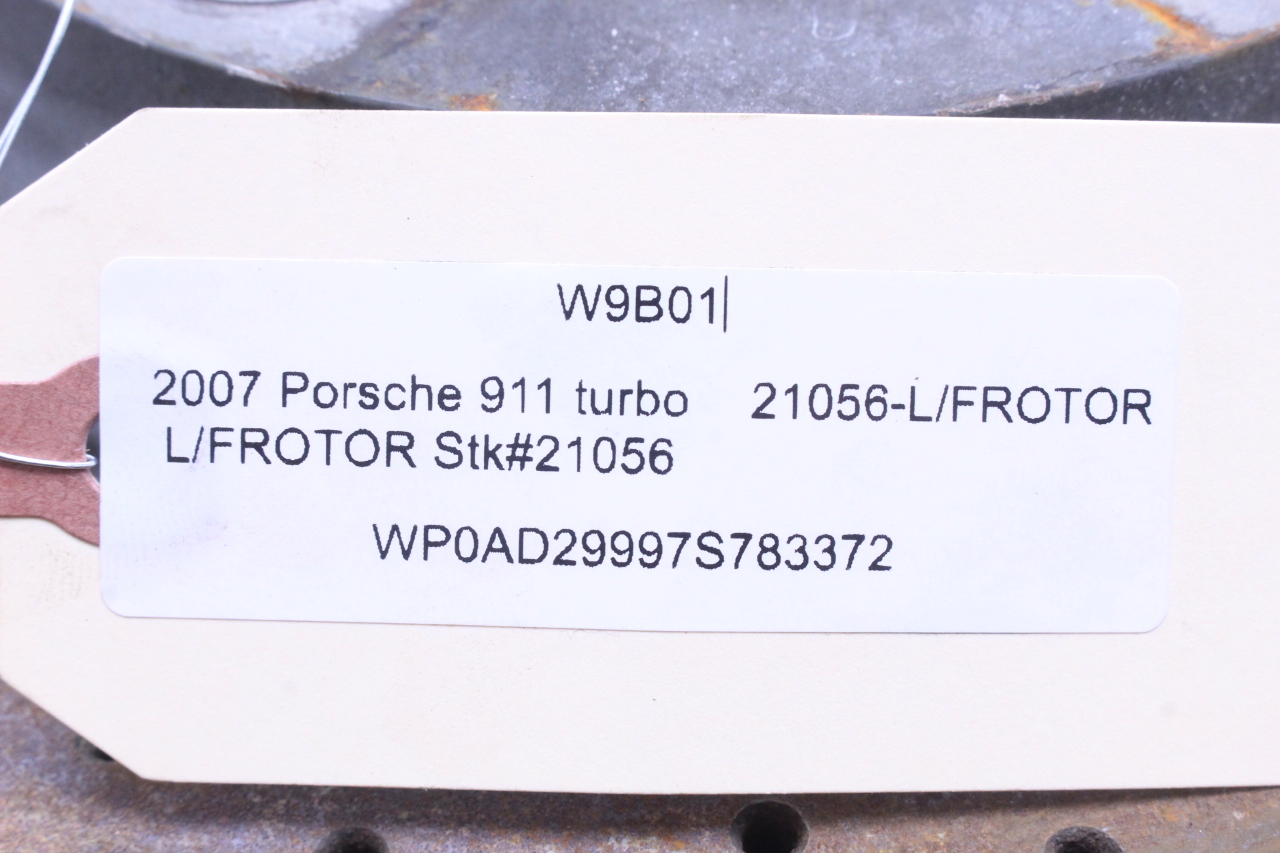 W9B01|
2007 Porsche 911 turbo 21056-L/FROTOR
L/FROTOR Stk#21056
WP0AD29997S783372